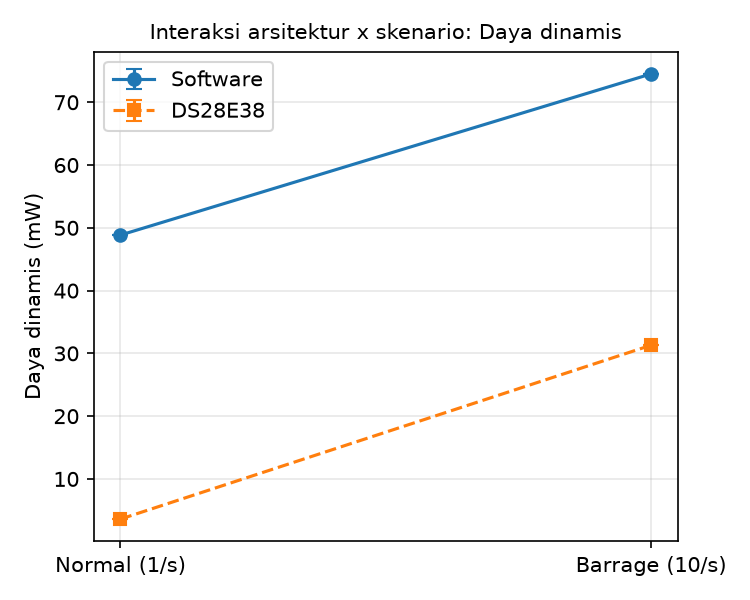 Interaksi arsitektur x skenario: Daya dinamis
Software
DS28E38
Daya dinamis (mW)
70
60
50
40
30
20
10
Normal (1/s)
Barrage (10/s)